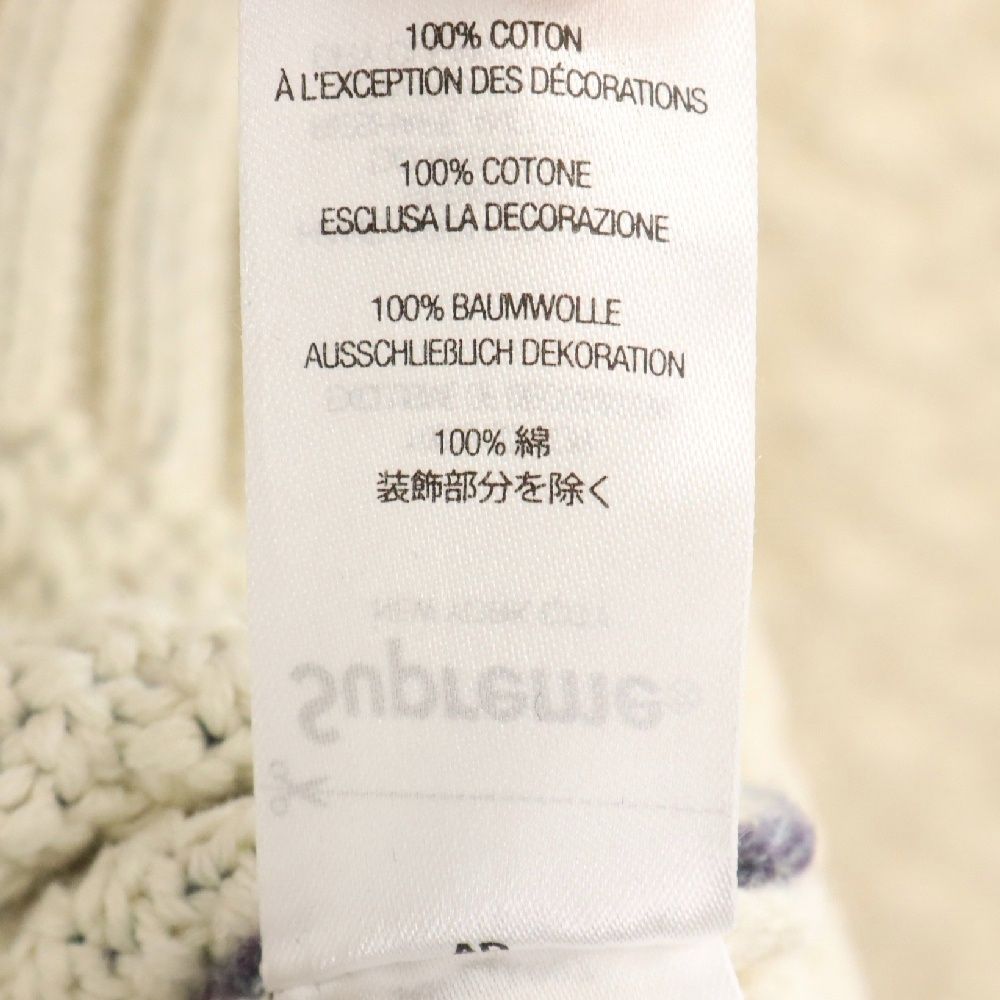 100% COTON
À L'EXCEPTION DES DÉCORATIONS
100% COTONE
ESCLUSA LA DECORAZIONE
100% BAUMWOLLE
AUSSCHLIEßLICH DEKORATION
100% 綿
装飾部分を除く
Supreme®